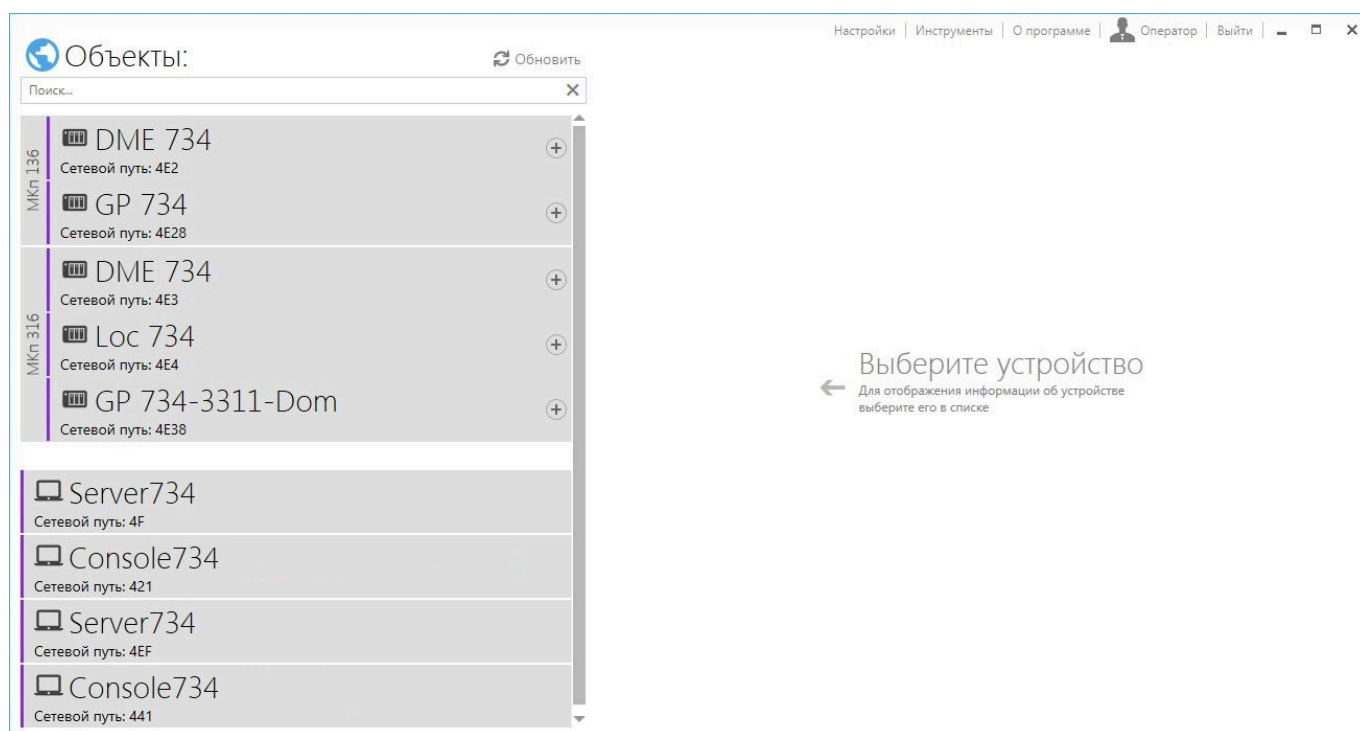 Настройки | Инструменты | О программе | Оператор | Выйти |
Объекты:
Обновить
Поиск...
МКп 136
DME 734
Сетевой путь: 4E2
GP 734
Сетевой путь: 4E28
МКп 316
DME 734
Сетевой путь: 4E3
Loc 734
Сетевой путь: 4E4
GP 734-3311-Dom
Сетевой путь: 4E38
Server734
Сетевой путь: 4F
Console734
Сетевой путь: 421
Server734
Сетевой путь: 4EF
Console734
Сетевой путь: 441
Выберите устройство
Для отображения информации об устройстве
выберите его в списке